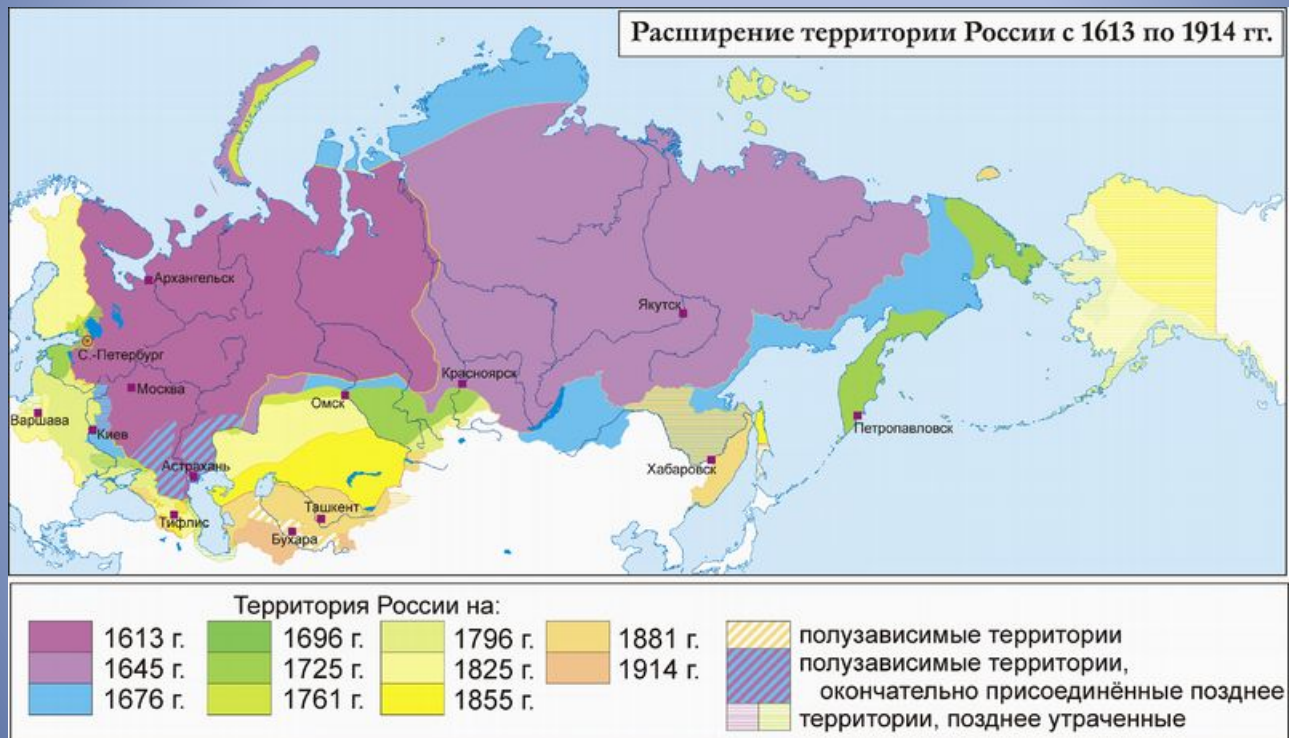 Расширение территории России с 1613 по 1914 гг.
Архангельск
Якутск
С.-Петербург
Красноярск
Москва
Омск
Варшава
Петропавловск
Киев
Астрахань
Хабаровск
Ташкент
Тифлис
Бухара
Территория России на:
1613 г.
1645 г.
1676 г.
1696 г.
1725 г.
1761 г.
1796 г.
1825 г.
1855 г.
1881 г.
1914 г.
полузависимые территории
полузависимые территории,
окончательно присоединённые позднее
территории, позднее утраченные